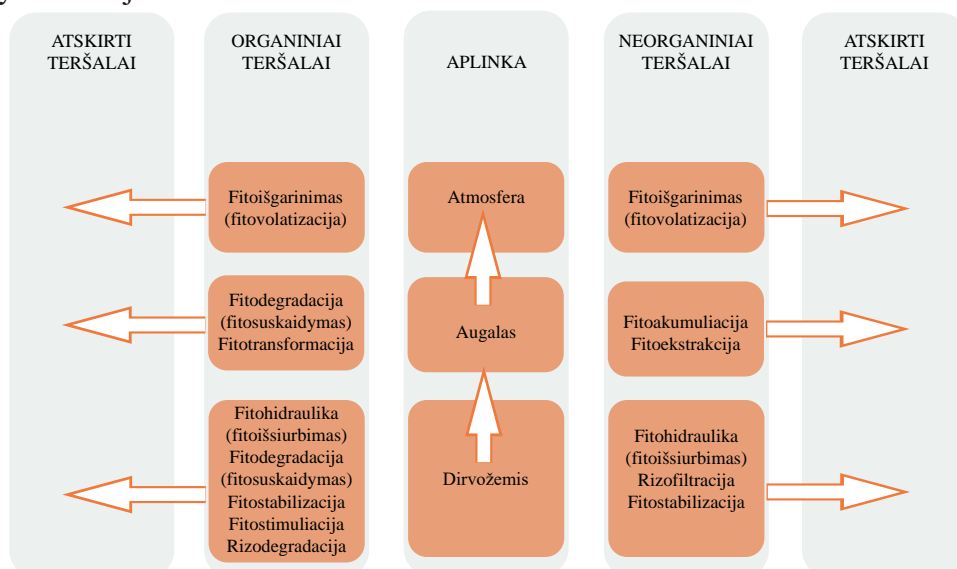 ATSKIRTI
TERŠALAI
ORGANINIAI
TERŠALAI
APLINKA
NEORGANINIAI
TERŠALAI
ATSKIRTI
TERŠALAI
Fitoišgarinimas
(fitovolatizacija)
Atmosfera
Fitoišgarinimas
(fitovolatizacija)
Fitodegradacija
(fitosuskaidymas)
Fitotransformacija
Augalas
Fitoakumuliacija
Fitoekstrakcija
Fitohidraulika
(fitoišsiurbimas)
Fitodegradacija
(fitosuskaidymas)
Fitostabilizacija
Fitostimuliacija
Rizodegradacija
Dirvožemis
Fitohidraulika
(fitoišsiurbimas)
Rizofiltracija
Fitostabilizacija